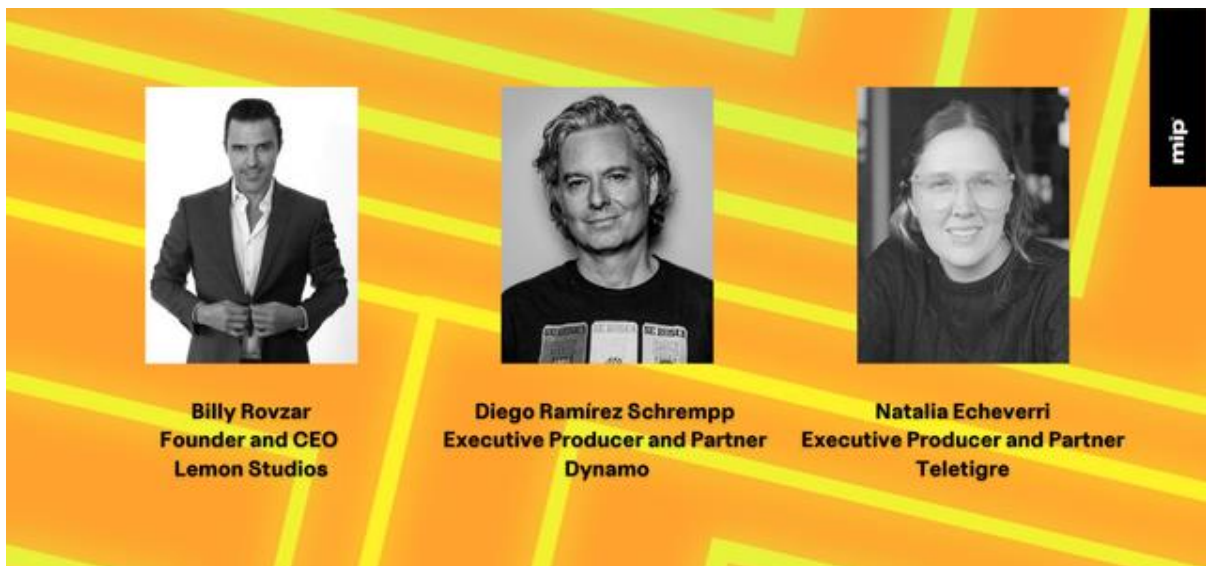 mip
Billy Rovzar
Founder and CEO
Lemon Studios
Diego Ramírez Schrempp
Executive Producer and Partner
Dynamo
Natalia Echeverri
Executive Producer and Partner
Teletigre